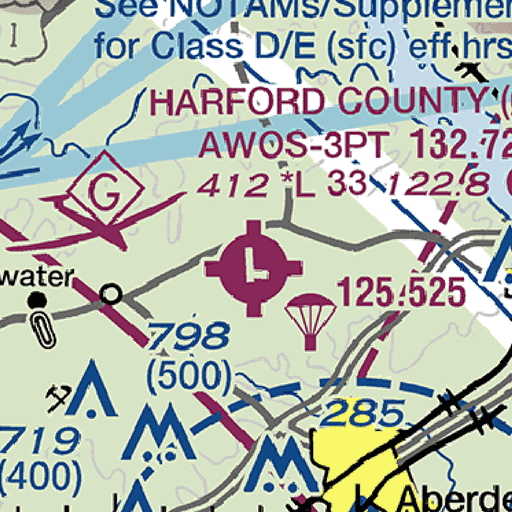 See NOTAMs/Supplement
for Class D/E (sfc) eff hrs
1
HARFORD COUNTY
AWOS-3PT 132.72
G
412 *L 33 122.8
water
125.525
798
(500)
285
719
(400)
Aberde